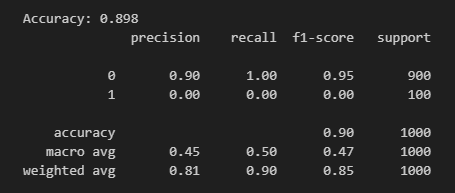 Accuracy: 0.898
precision recall f1-score support
0 0.90 1.00 0.95 900
1 0.00 0.00 0.00 100
accuracy 0.90 1000
macro avg 0.45 0.50 0.47 1000
weighted avg 0.81 0.90 0.85 1000